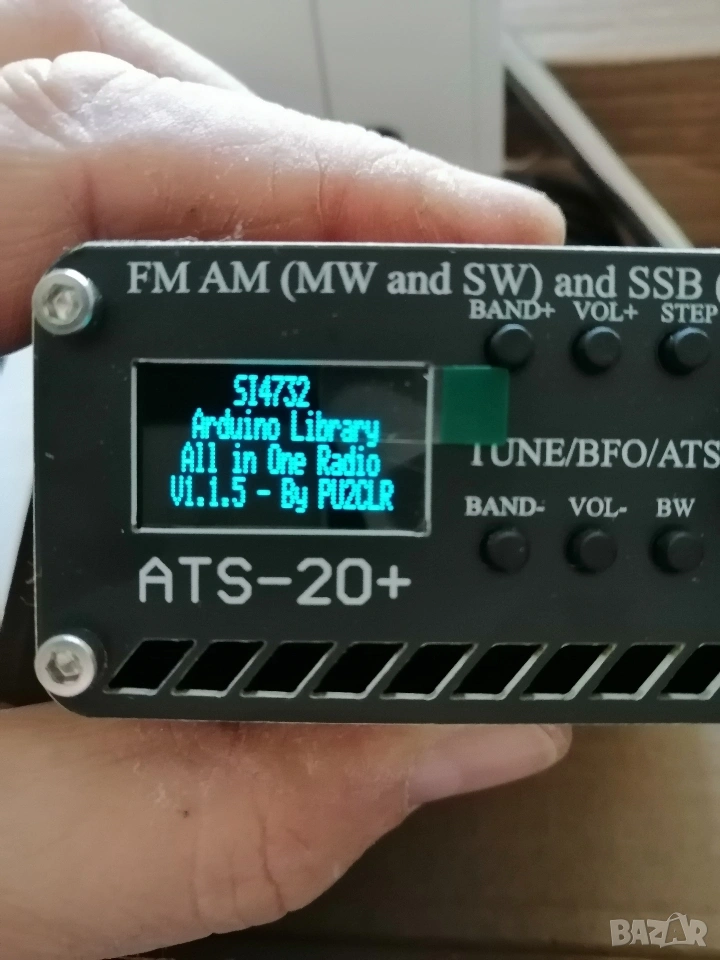 FM AM (MW and SW) and SSB (
BAND+ VOL+ STEP
SI4732
Arduino Library
All in One Radio
V1.1.5 - By PU2CLR
TUNE/BFO/ATS
BAND- VOL- BW
ATS-20+
BAZAR